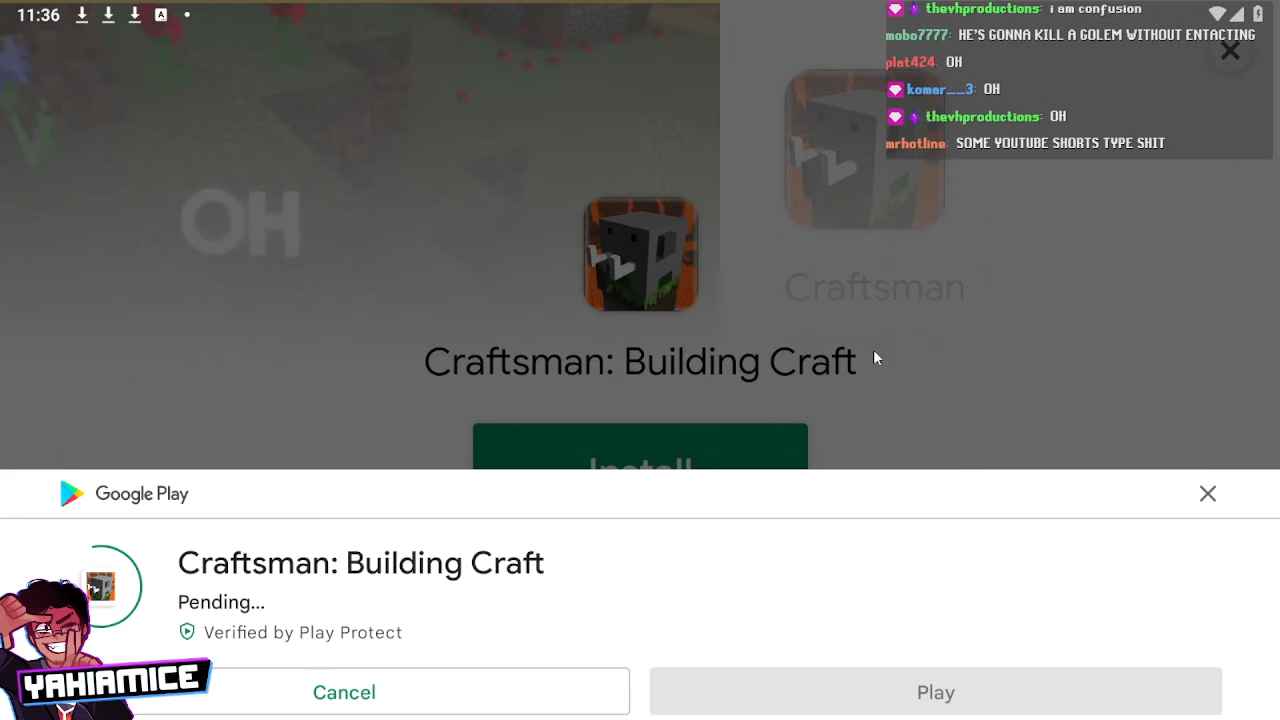 11:36
A
thevhproductions: i am confusion
mobo7777: HE'S GONNA KILL A GOLEM WITHOUT ENTACTING
plat424: OH
komar__3: OH
thevhproductions: OH
mrhotline: SOME YOUTUBE SHORTS TYPE SHIT
OH
Craftsman
Craftsman: Building Craft
Install
Google Play
Craftsman: Building Craft
Pending...
Verified by Play Protect
Cancel
Play
YAHIAMICE